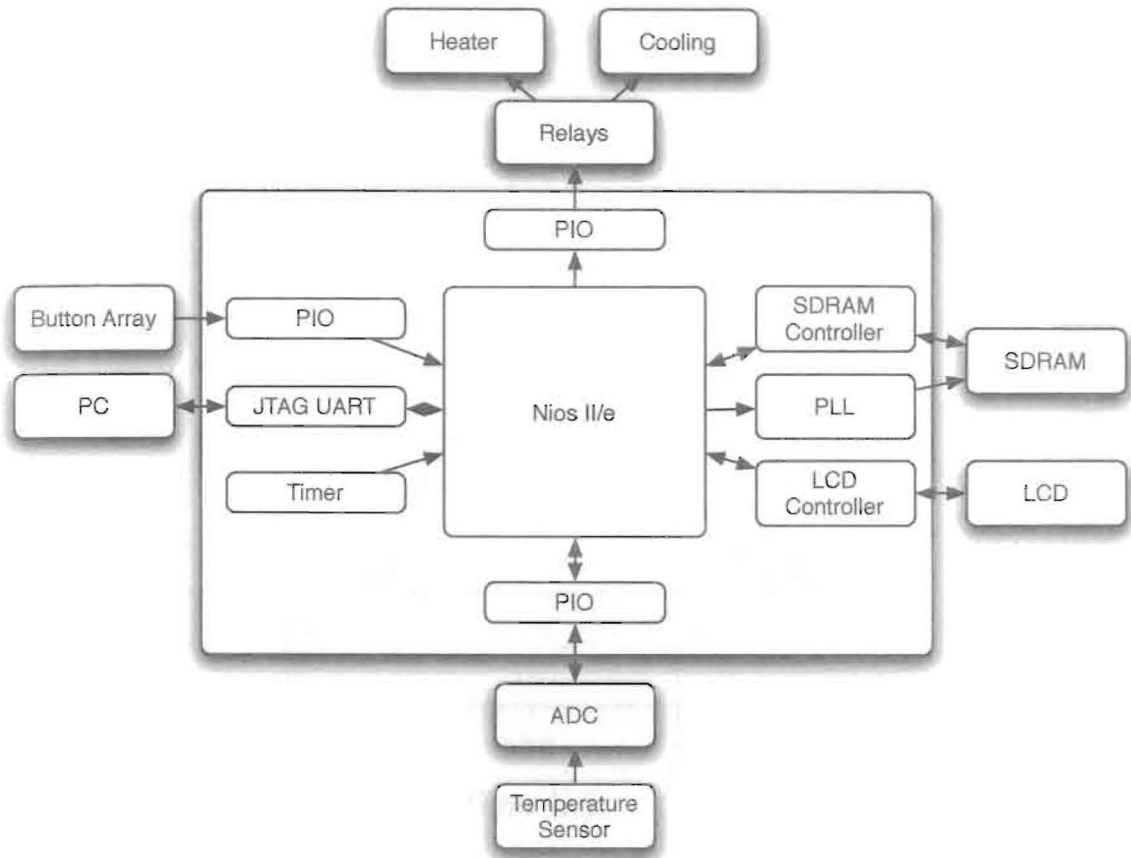 Heater
Cooling
Relays
PIO
Button Array
PIO
SDRAM
Controller
SDRAM
PC
JTAG UART
Nios II/e
PLL
Timer
LCD
Controller
LCD
PIO
ADC
Temperature
Sensor